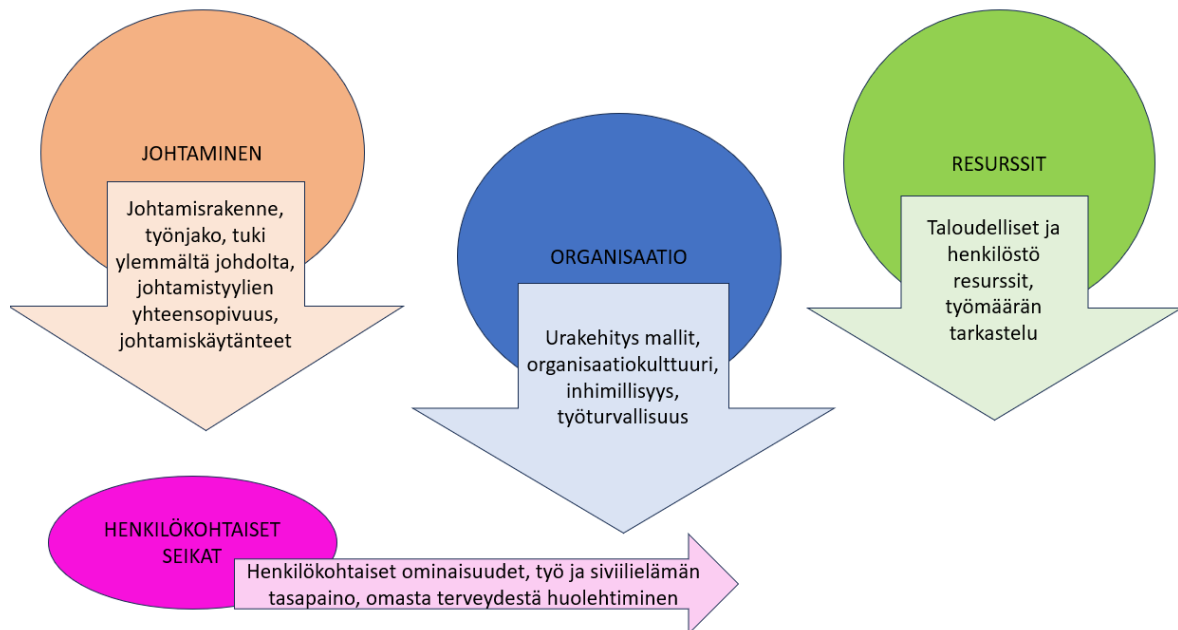 JOHTAMINEN
Johtamisrakenne,
työnjako, tuki
ylemmältä johdolta,
johtamistyylien
yhteensopivuus,
johtamiskäytänteet
ORGANISAATIO
Urakehitys mallit,
organisaatiokulttuuri,
inhimillisyys,
työturvallisuus
RESURSSIT
Taloudelliset ja
henkilöstö
resurssit,
työmäärän
tarkastelu
HENKILÖKOHTAISET
SEIKAT
Henkilökohtaiset ominaisuudet, työ ja siviilielämän
tasapaino, omasta terveydestä huolehtiminen